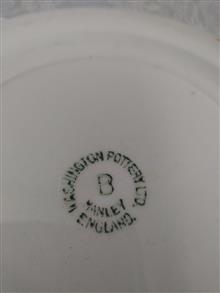 WASHINGTON POTTERY LTD.
B
HANLEY
ENGLAND.